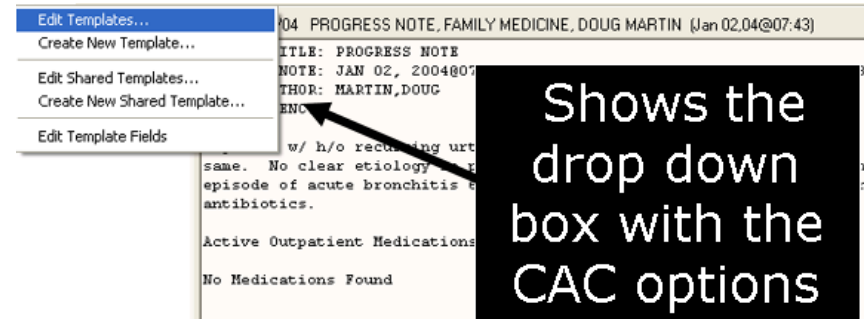 Edit Templates...
Create New Template...
Edit Shared Templates...
Create New Shared Template...
Edit Template Fields
/04 PROGRESS NOTE, FAMILY MEDICINE, DOUG MARTIN (Jan 02,04@07:43)
ITLE: PROGRESS NOTE
NOTE: JAN 02, 2004@07
THOR: MARTIN,DOUG
ENC
w/ h/o recurring urt
same. No clear etiology
episode of acute bronchitis
antibiotics.
Active Outpatient Medications
No Medications Found
Shows the
drop down
box with the
CAC options